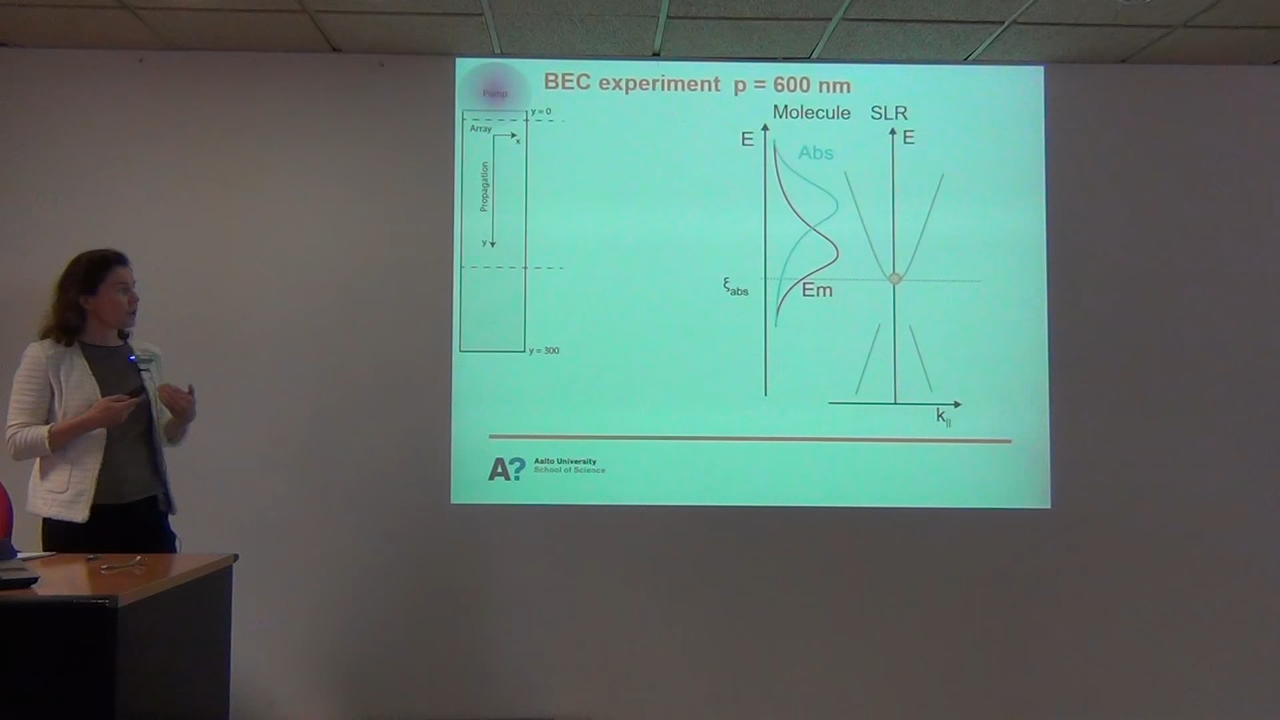 BEC experiment p = 600 nm
Pump
y = 0
Array
x
Propagation
y
y = 300
Molecule SLR
E
E
Abs
ξabs
Em
k||
A?
Aalto University
School of Science